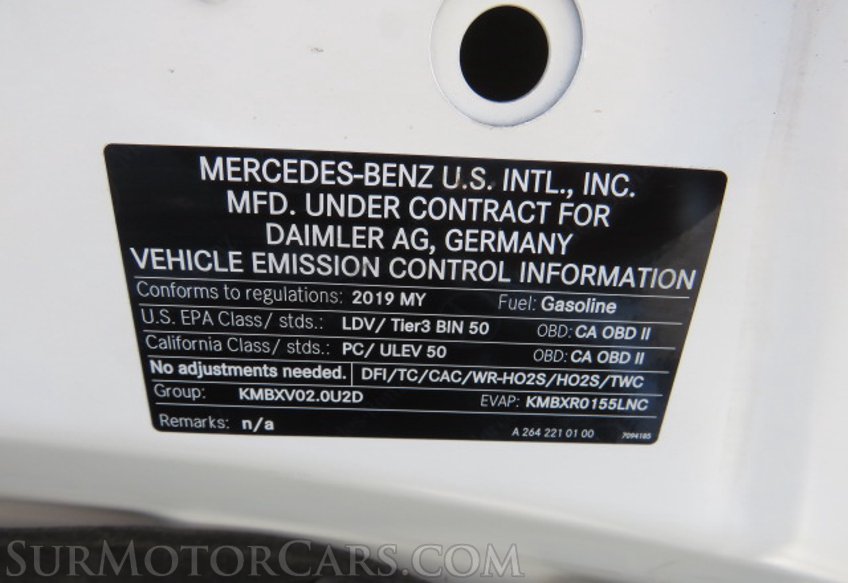 MERCEDES-BENZ U.S. INTL., INC.
MFD. UNDER CONTRACT FOR
DAIMLER AG, GERMANY
VEHICLE EMISSION CONTROL INFORMATION
Conforms to regulations: 2019 MY Fuel: Gasoline
U.S. EPA Class/ stds.: LDV/ Tier3 BIN 50 OBD: CA OBD II
California Class/ stds.: PC/ ULEV 50 OBD: CA OBD II
No adjustments needed. DFI/TC/CAC/WR-HO2S/HO2S/TWC
Group: KMBXV02.0U2D EVAP: KMBXR0155LNC
Remarks: n/a A 264 221 01 00 7094165
SURMOTORCARS.COM